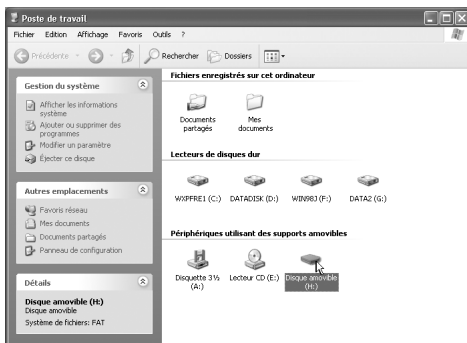 Poste de travail
Fichier Edition Affichage Favoris Outils ?
Précédente Rechercher Dossiers
Gestion du système
Afficher les informations
système
Ajouter ou supprimer des
programmes
Modifier un paramètre
Éjecter ce disque
Autres emplacements
Favoris réseau
Mes documents
Documents partagés
Panneau de configuration
Détails
Disque amovible (H:)
Disque amovible
Système de fichiers: FAT
Fichiers enregistrés sur cet ordinateur
Documents
partagés
Mes
documents
Lecteurs de disques dur
WXPFRE1 (C:) DATADISK (D:) WIN98J (F:) DATA2 (G:)
Périphériques utilisant des supports amovibles
Disquette 3½
(A:)
Lecteur CD (E:)
Disque amovible
(H:)